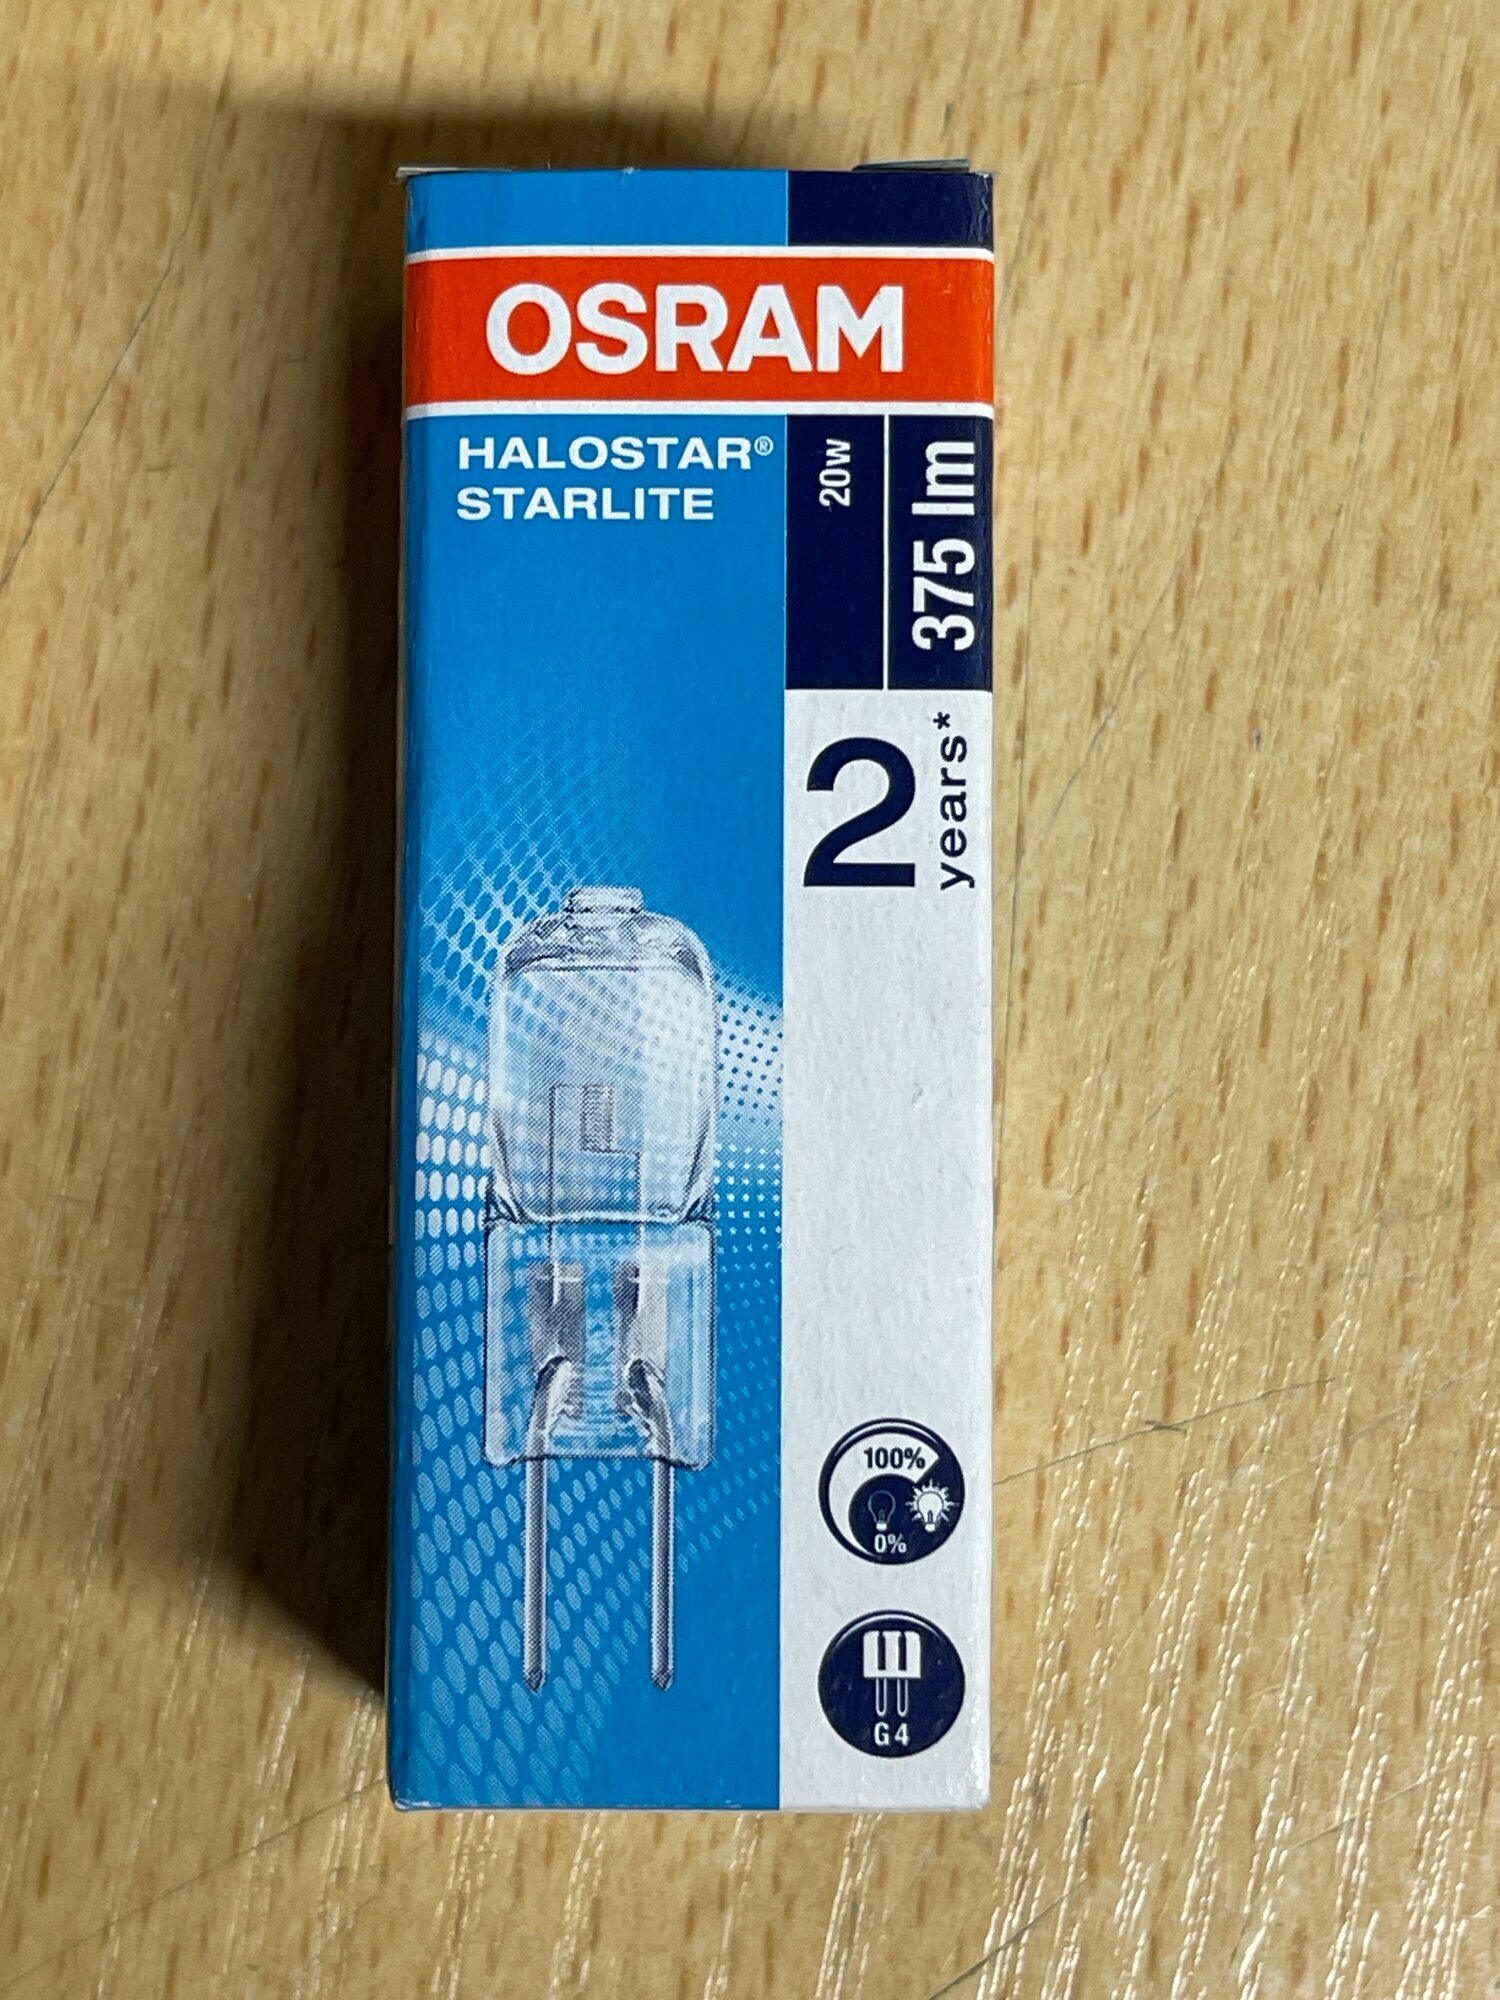 OSRAM
HALOSTAR®
STARLITE
20w
375 lm
2
years*
100%
0%
G4